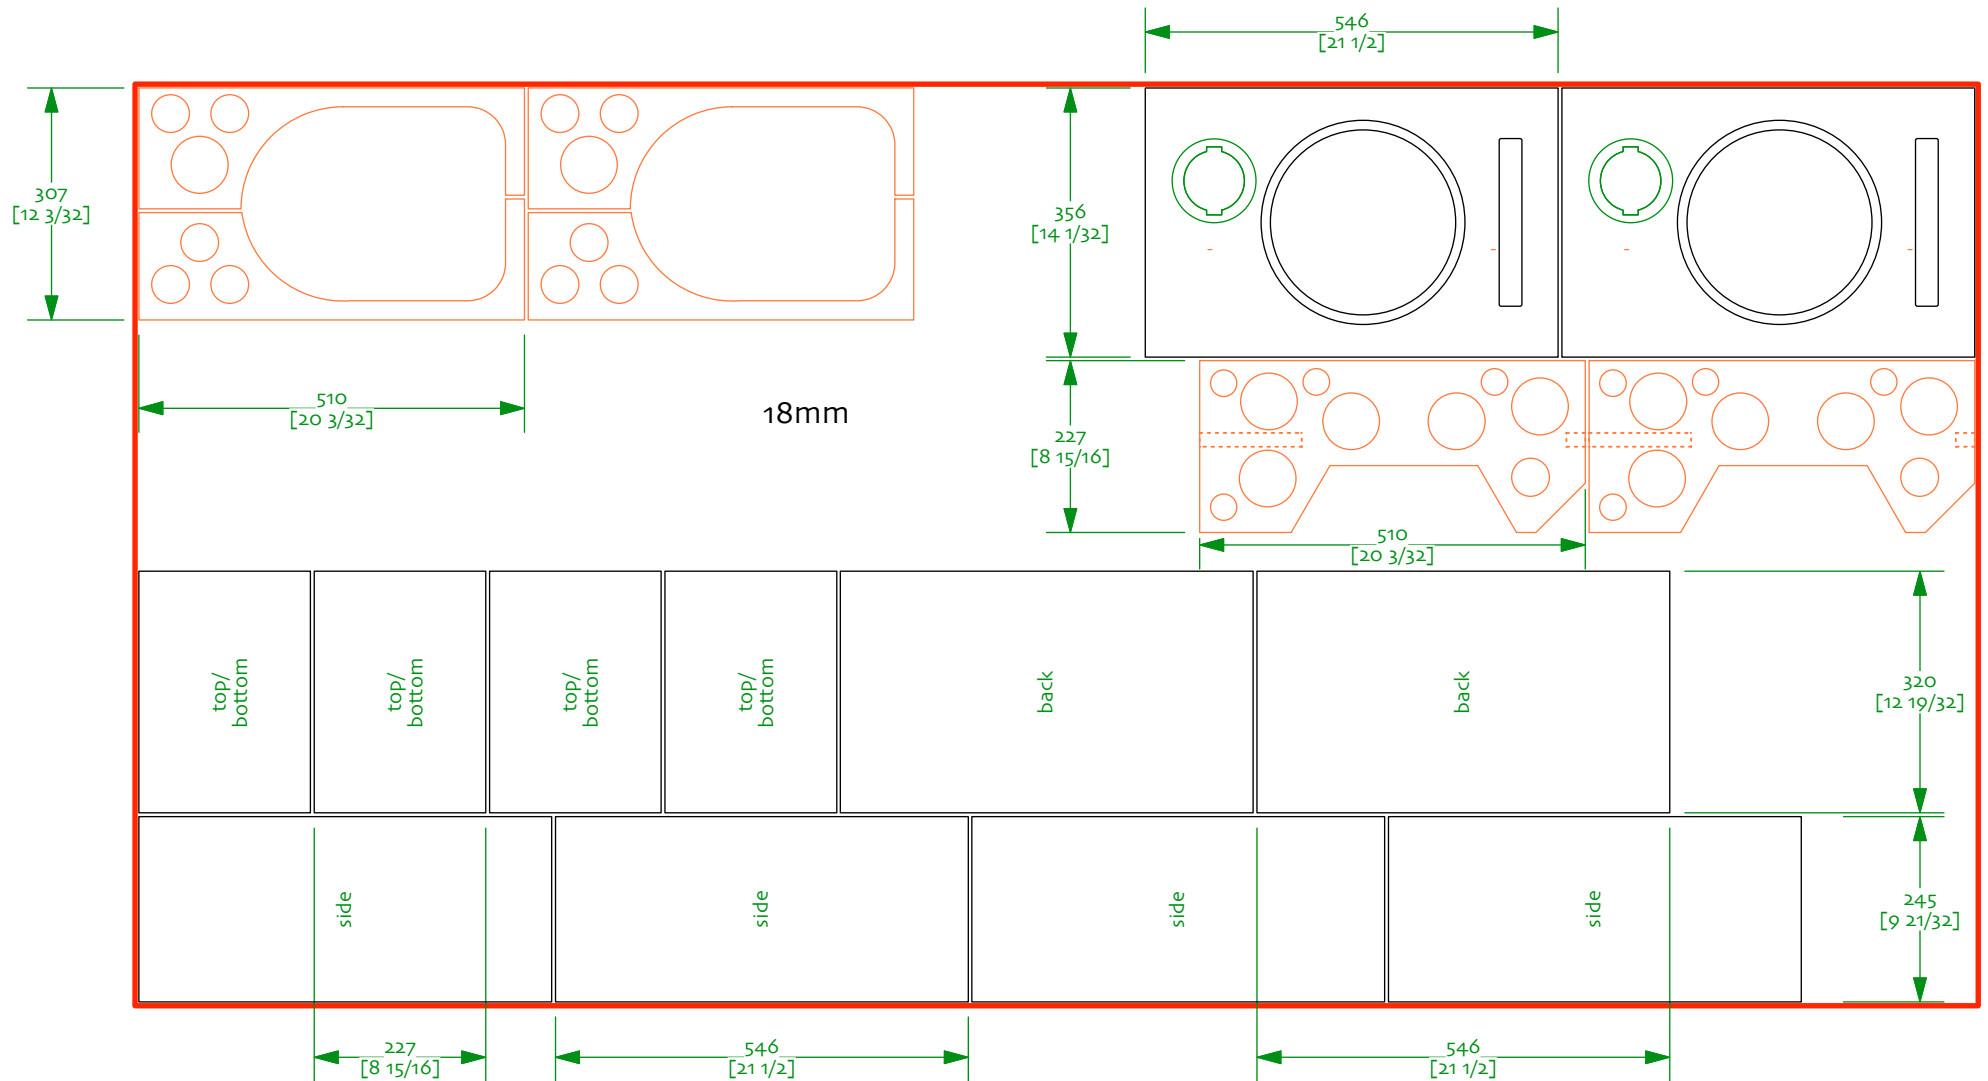 546
[21 1/2]
307
[12 3/32]
356
[14 1/32]
510
[20 3/32]
18mm
227
[8 15/16]
510
[20 3/32]
top/
bottom
top/
bottom
top/
bottom
top/
bottom
back
back
320
[12 19/32]
side
side
side
side
245
[9 21/32]
227
[8 15/16]
546
[21 1/2]
546
[21 1/2]